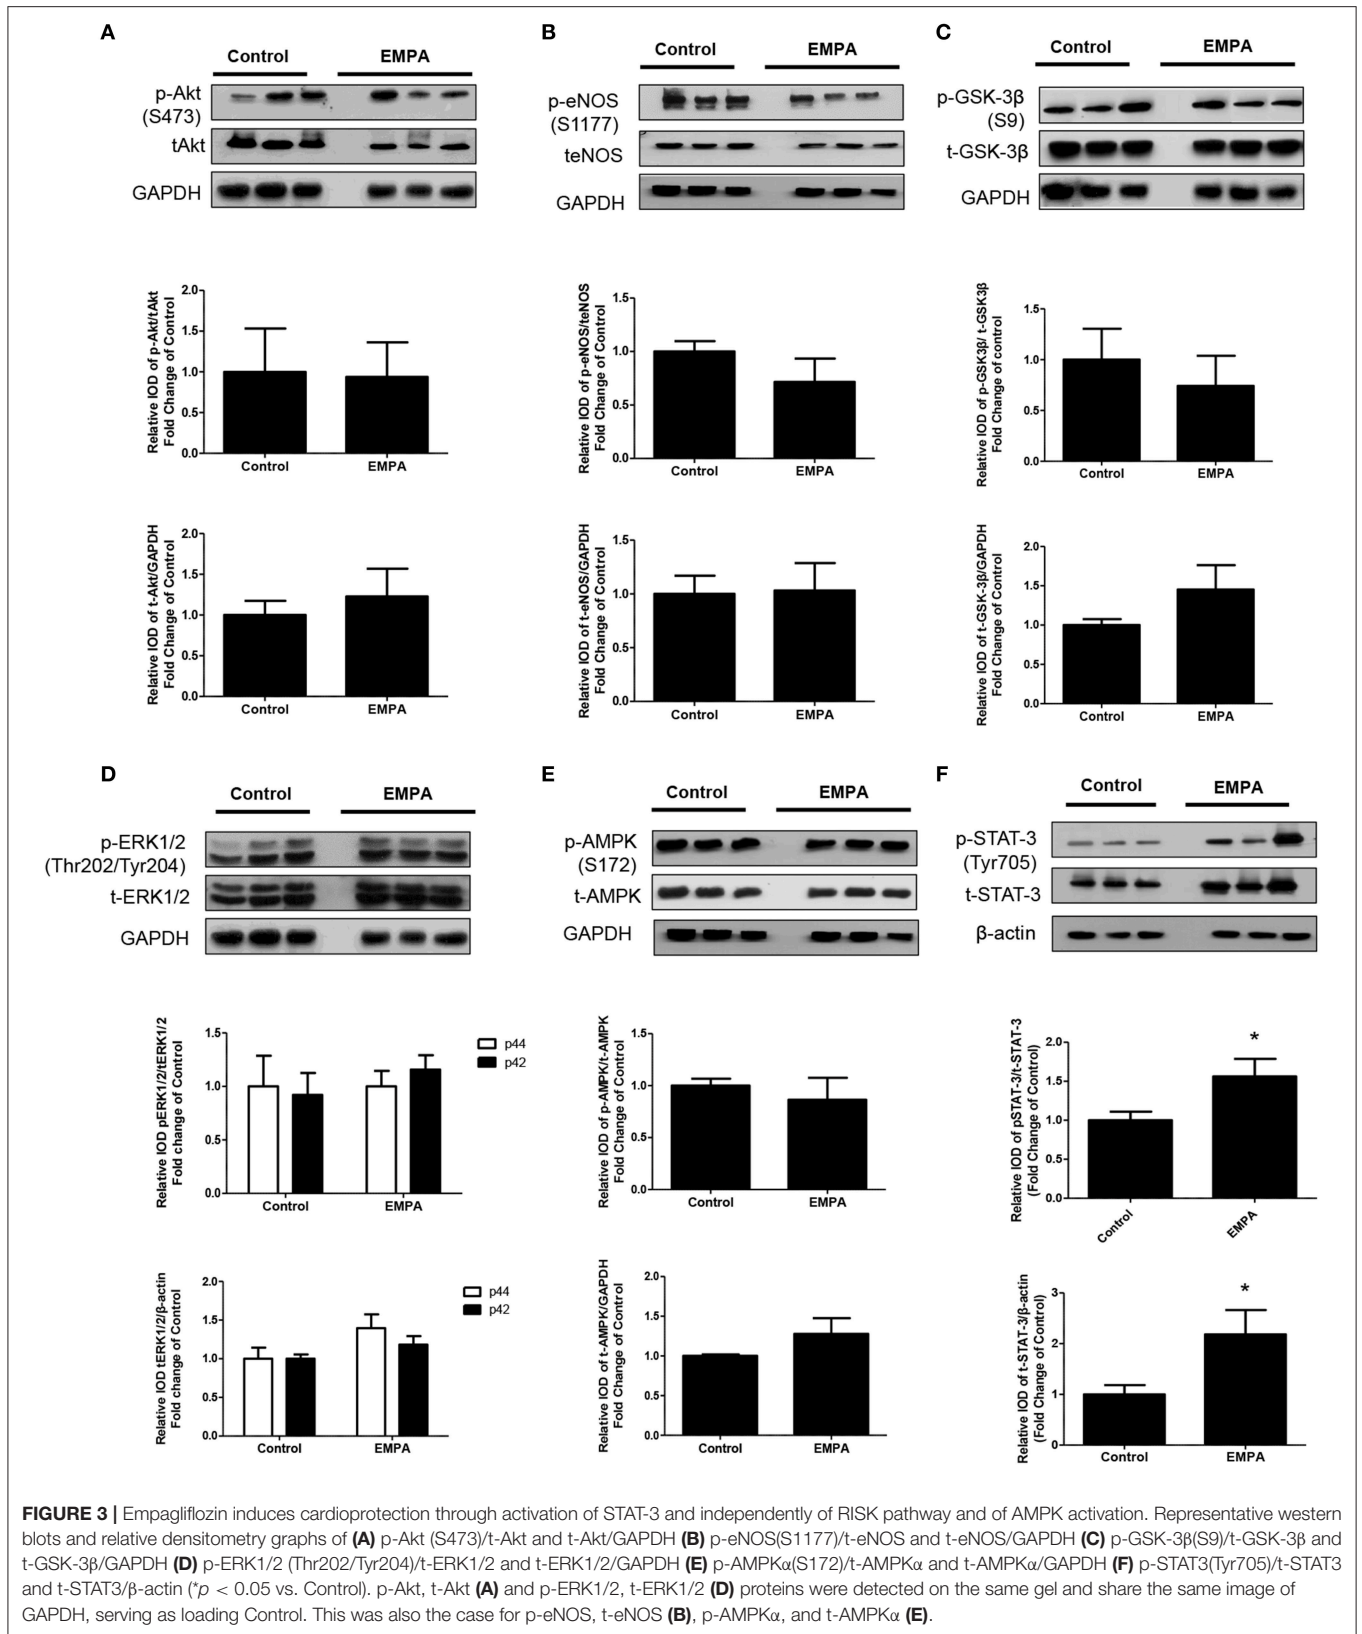 A
Control EMPA
p-Akt
(S473)
tAkt
GAPDH
Relative IOD of p-Akt/tAkt
Fold Change of Control
2.0
1.5
1.0
0.5
0.0
Control EMPA
Relative IOD of t-Akt/GAPDH
Fold Change of Control
2.0
1.5
1.0
0.5
0.0
Control EMPA
B
Control EMPA
p-eNOS
(S1177)
teNOS
GAPDH
Relative IOD of p-eNOS/teNOS
Fold Change of Control
1.5
1.0
0.5
0.0
Control EMPA
Relative IOD of t-eNOS/GAPDH
Fold Change of Control
1.5
1.0
0.5
0.0
Control EMPA
C
Control EMPA
p-GSK-3β
(S9)
t-GSK-3β
GAPDH
Relative IOD of p-GSK3β/ t-GSK3β
Fold Change of control
1.5
1.0
0.5
0.0
Control EMPA
Relative IOD of t-GSK-3β/GAPDH
Fold Change of Control
2.0
1.5
1.0
0.5
0.0
Control EMPA
D
Control EMPA
p-ERK1/2
(Thr202/Tyr204)
t-ERK1/2
GAPDH
Relative IOD pERK1/2/tERK1/2
Fold change of Control
1.5
1.0
0.5
0.0
Control EMPA
p44
p42
Relative IOD tERK1/2/β-actin
Fold change of Control
2.0
1.5
1.0
0.5
0.0
Control EMPA
p44
p42
E
Control EMPA
p-AMPK
(S172)
t-AMPK
GAPDH
Relative IOD of p-AMPK/t-AMPK
Fold Change of Control
1.5
1.0
0.5
0.0
Control EMPA
Relative IOD of t-AMPK/GAPDH
Fold Change of Control
2.0
1.5
1.0
0.5
0.0
Control EMPA
F
Control EMPA
p-STAT-3
(Tyr705)
t-STAT-3
β-actin
Relative IOD of pSTAT-3/t-STAT-3
(Fold Change of Control)
2.0
1.5
1.0
0.5
0.0
*
Control EMPA
Relative IOD of t-STAT-3/β-actin
(Fold Change of Control)
3
2
1
0
*
Control EMPA
FIGURE 3 | Empagliflozin induces cardioprotection through activation of STAT-3 and independently of RISK pathway and of AMPK activation. Representative western
blots and relative densitometry graphs of (A) p-Akt (S473)/t-Akt and t-Akt/GAPDH (B) p-eNOS(S1177)/t-eNOS and t-eNOS/GAPDH (C) p-GSK-3β(S9)/t-GSK-3β and
t-GSK-3β/GAPDH (D) p-ERK1/2 (Thr202/Tyr204)/t-ERK1/2 and t-ERK1/2/GAPDH (E) p-AMPKα(S172)/t-AMPKα and t-AMPKα/GAPDH (F) p-STAT3(Tyr705)/t-STAT3
and t-STAT3/β-actin (*p < 0.05 vs. Control). p-Akt, t-Akt (A) and p-ERK1/2, t-ERK1/2 (D) proteins were detected on the same gel and share the same image of
GAPDH, serving as loading Control. This was also the case for p-eNOS, t-eNOS (B), p-AMPKα, and t-AMPKα (E).